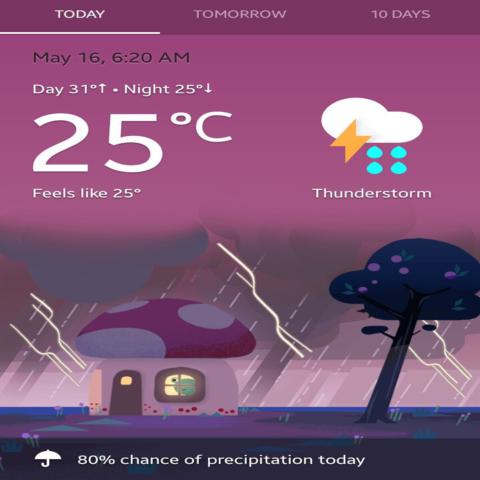 TODAY TOMORROW 10 DAYS
May 16, 6:20 AM
Day 31°↑ • Night 25°↓
25°C
Feels like 25°
Thunderstorm
80% chance of precipitation today